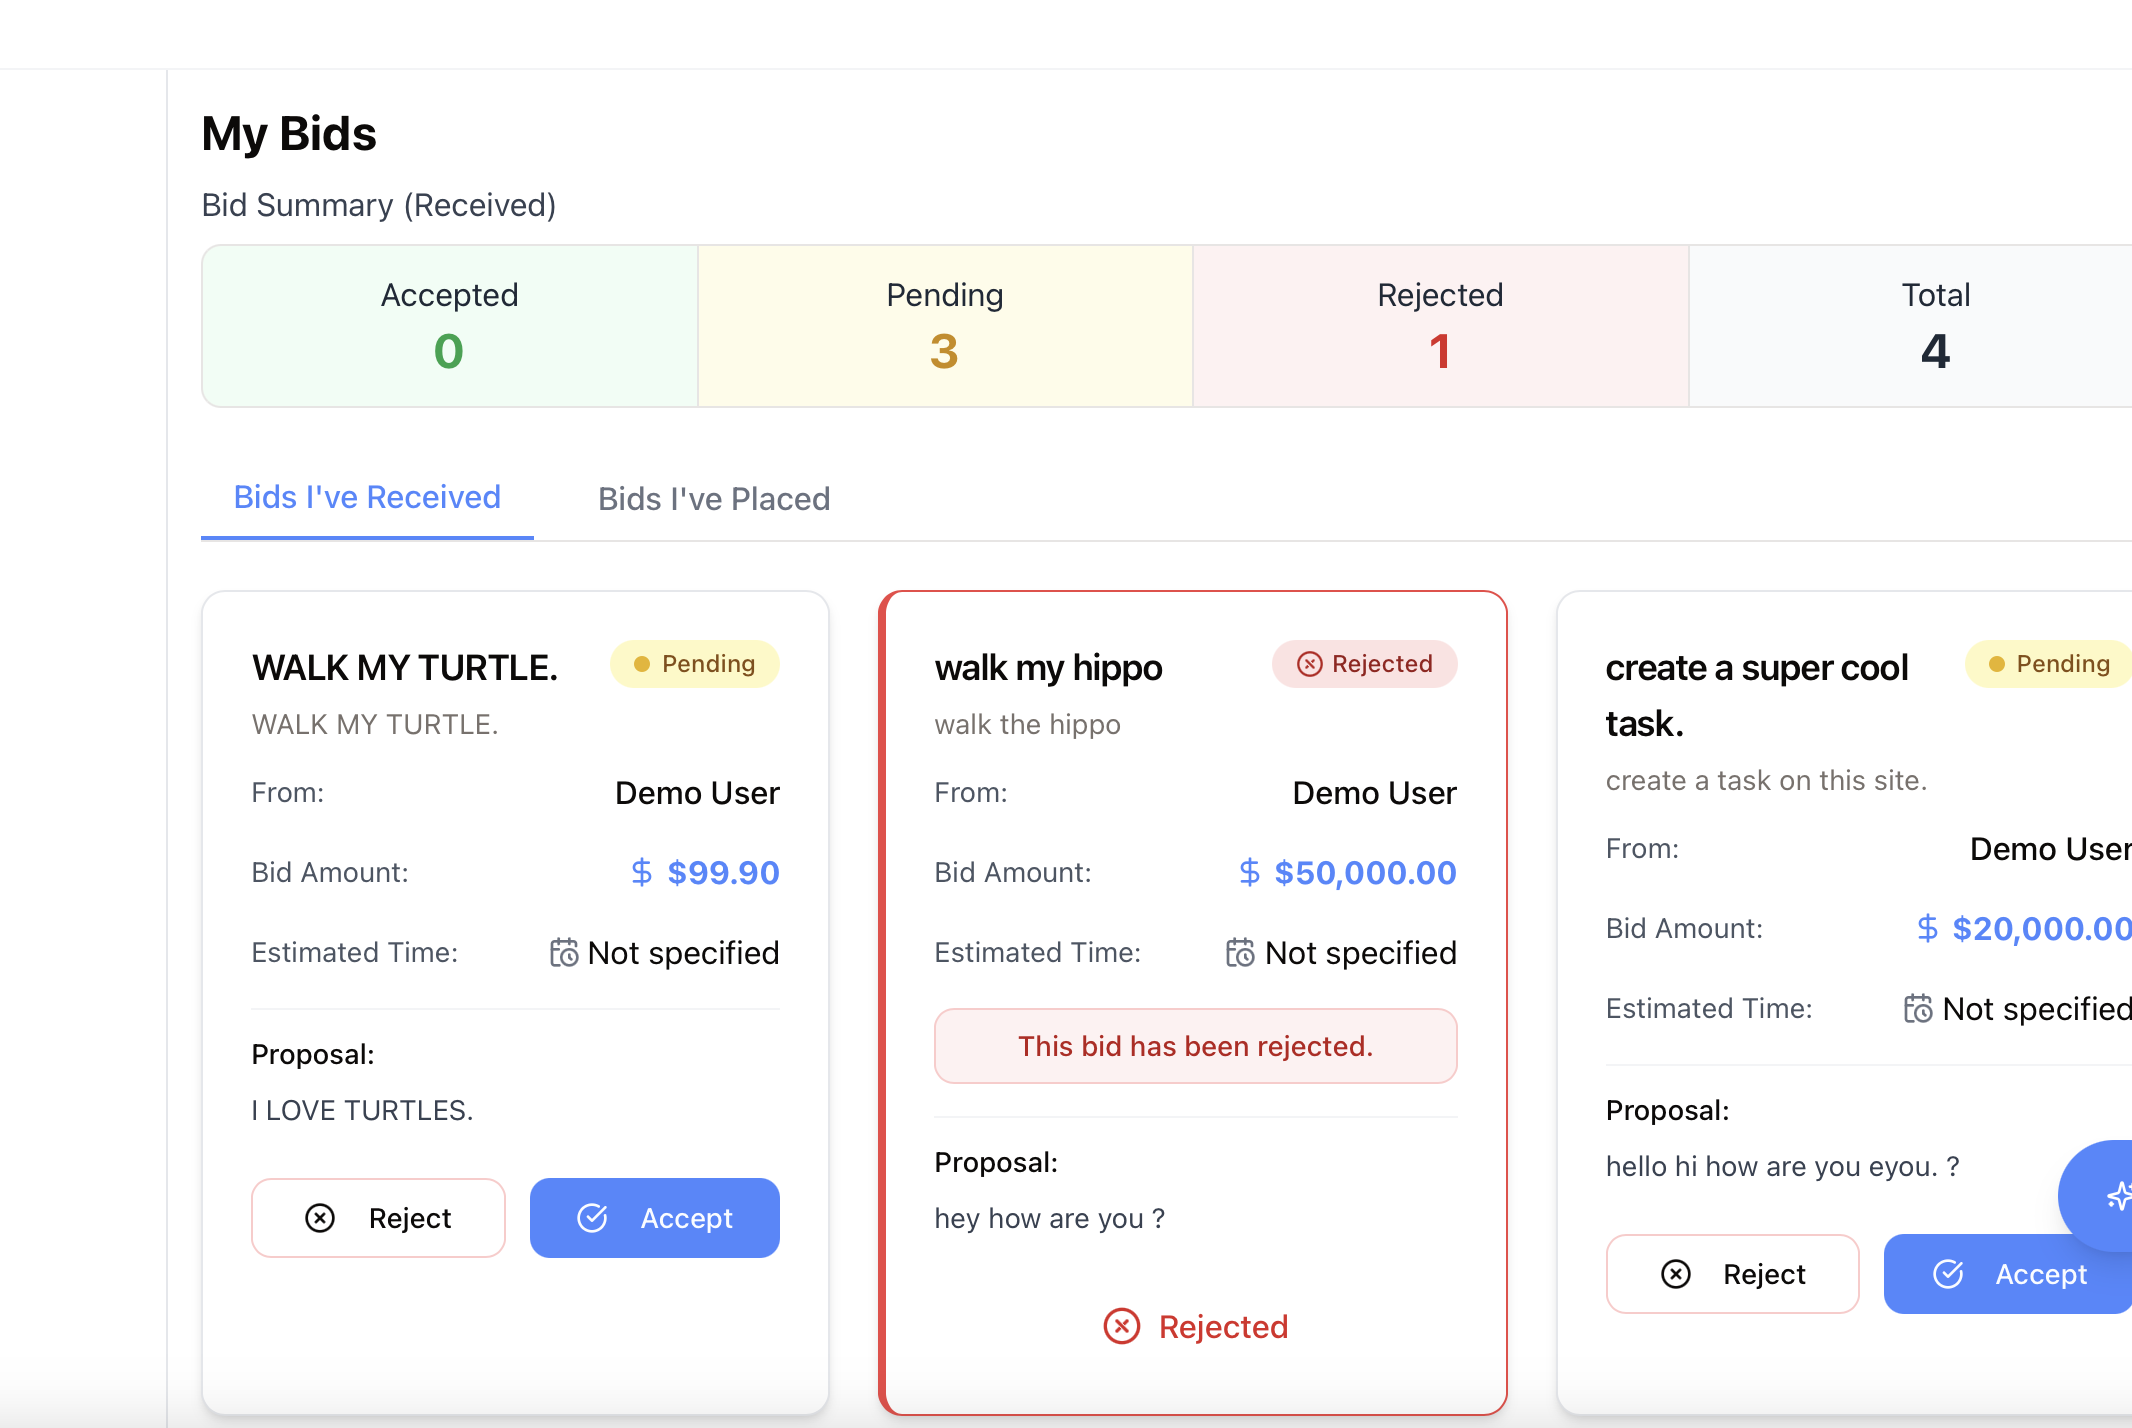 My Bids
Bid Summary (Received)
Accepted
0
Pending
3
Rejected
1
Total
4
Bids I've Received
Bids I've Placed
WALK MY TURTLE.
Pending
WALK MY TURTLE.
From:
Demo User
Bid Amount:
$ $99.90
Estimated Time:
Not specified
Proposal:
I LOVE TURTLES.
Reject
Accept
walk my hippo
Rejected
walk the hippo
From:
Demo User
Bid Amount:
$ $50,000.00
Estimated Time:
Not specified
This bid has been rejected.
Proposal:
hey how are you ?
Rejected
create a super cool
task.
Pending
create a task on this site.
From:
Demo User
Bid Amount:
$ $20,000.00
Estimated Time:
Not specified
Proposal:
hello hi how are you eyou. ?
Reject
Accept